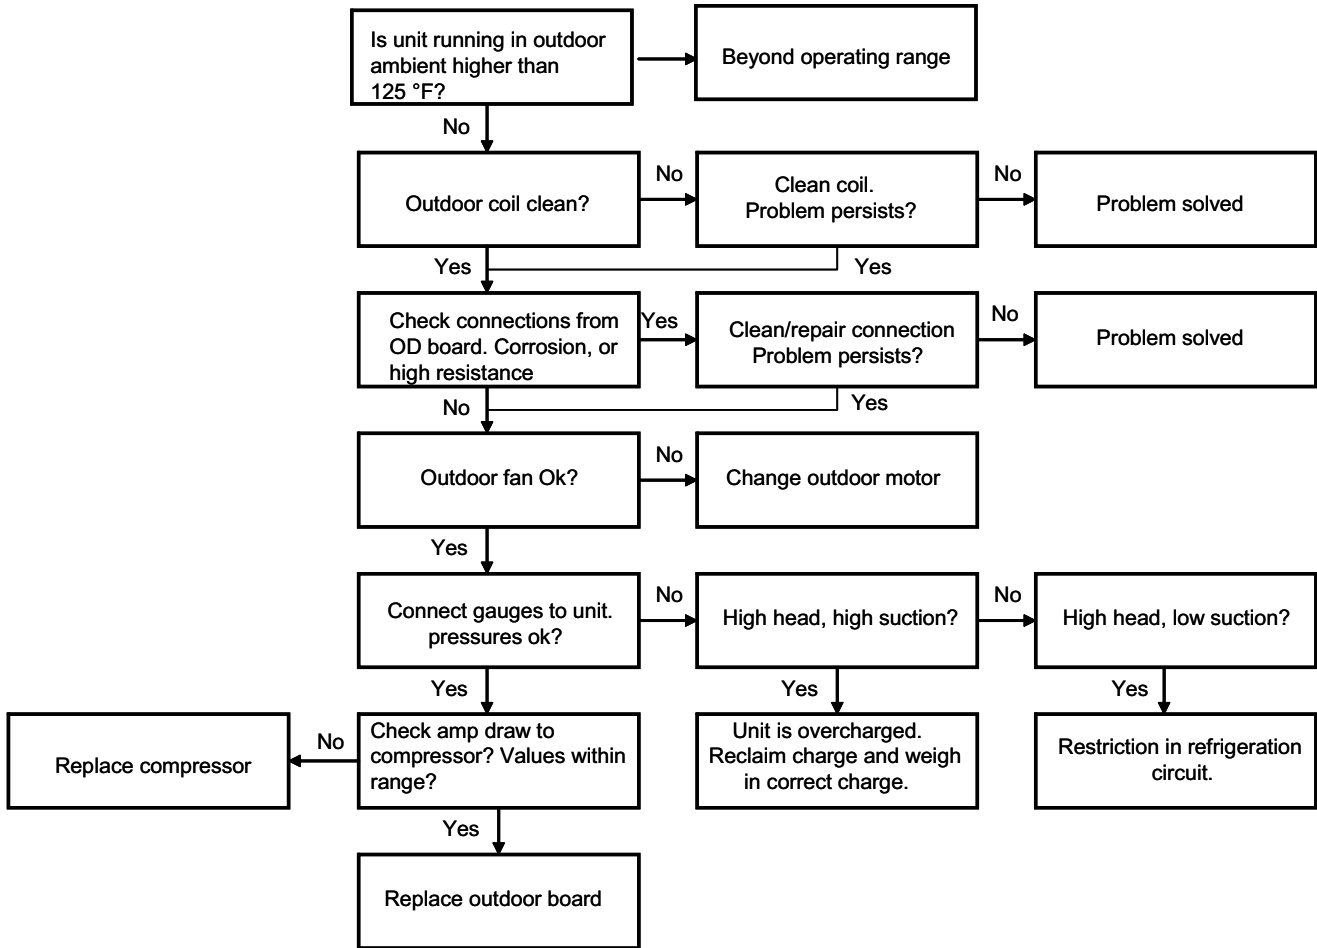 Is unit running in outdoor
ambient higher than
125 °F?
Beyond operating range
No
Outdoor coil clean?
No
Clean coil.
Problem persists?
No
Problem solved
Yes
Yes
Check connections from
OD board. Corrosion, or
high resistance
Yes
Clean/repair connection
Problem persists?
No
Problem solved
No
Yes
Outdoor fan Ok?
No
Change outdoor motor
Yes
Connect gauges to unit.
pressures ok?
No
High head, high suction?
No
High head, low suction?
Yes
Yes
Yes
Replace compressor
No
Check amp draw to
compressor? Values within
range?
Unit is overcharged.
Reclaim charge and weigh
in correct charge.
Restriction in refrigeration
circuit.
Yes
Replace outdoor board